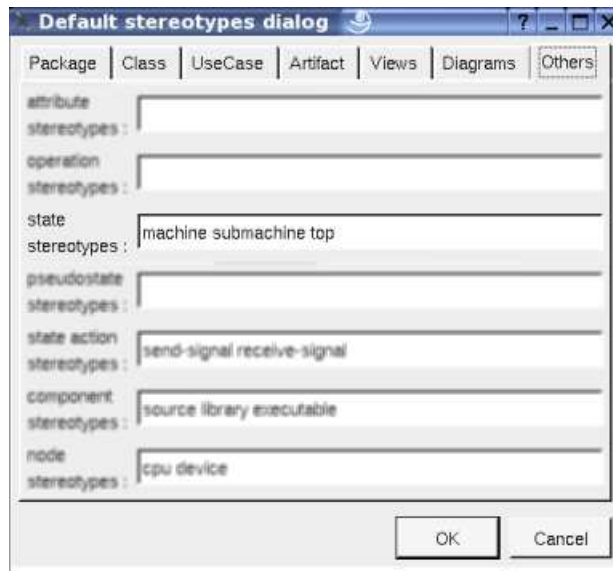 Default stereotypes dialog ? _ X
Package Class UseCase Artifact Views Diagrams Others
attribute
stereotypes :
operation
stereotypes :
state
stereotypes :
machine submachine top
pseudostate
stereotypes :
state action
stereotypes :
send-signal receive-signal
component
stereotypes :
source library executable
node
stereotypes :
cpu device
OK Cancel